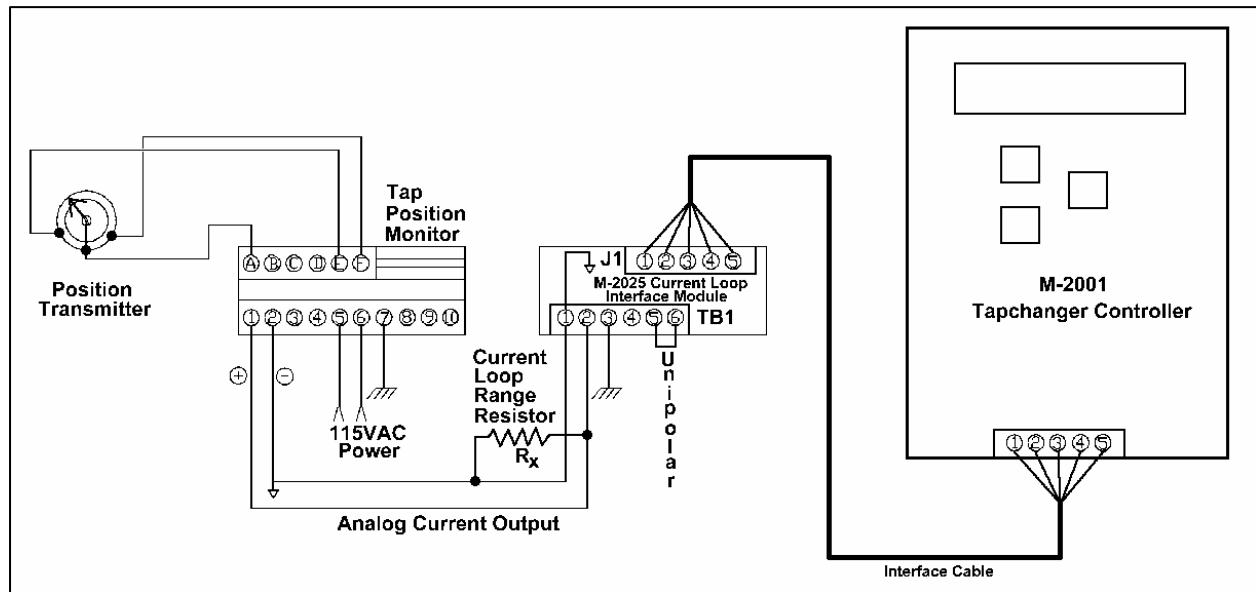 Position
Transmitter
Tap
Position
Monitor
A B C D E F
1 2 3 4 5 6 7 8 9 10
+
−
115VAC
Power
Current
Loop
Range
Resistor
Rx
Analog Current Output
J1
1 2 3 4 5
M-2025 Current Loop
Interface Module
1 2 3 4 5 6
TB1
Unipolar
M-2001
Tapchanger Controller
1 2 3 4 5
Interface Cable